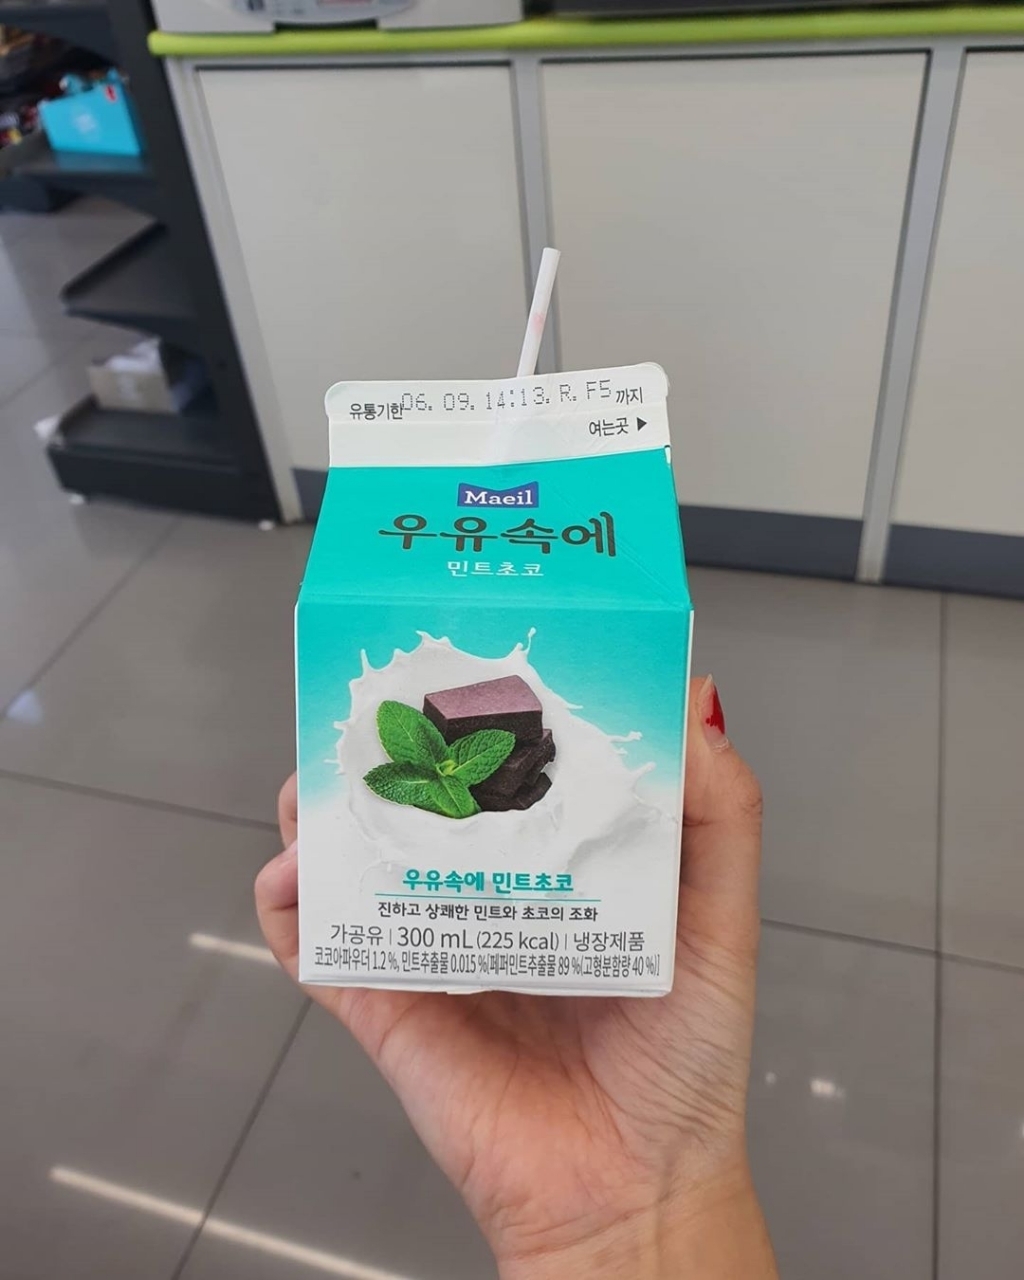 유통기한 06. 09. 14:13. R. F5 까지
여는곳 ▶
Maeil
우유속에
민트초코
우유속에 민트초코
진하고 상쾌한 민트와 초코의 조화
가공유 | 300 mL (225 kcal) | 냉장제품
코코아파우더 1.2 %, 민트추출물 0.015 %[페퍼민트추출물 89 %(고형분함량 40 %)]